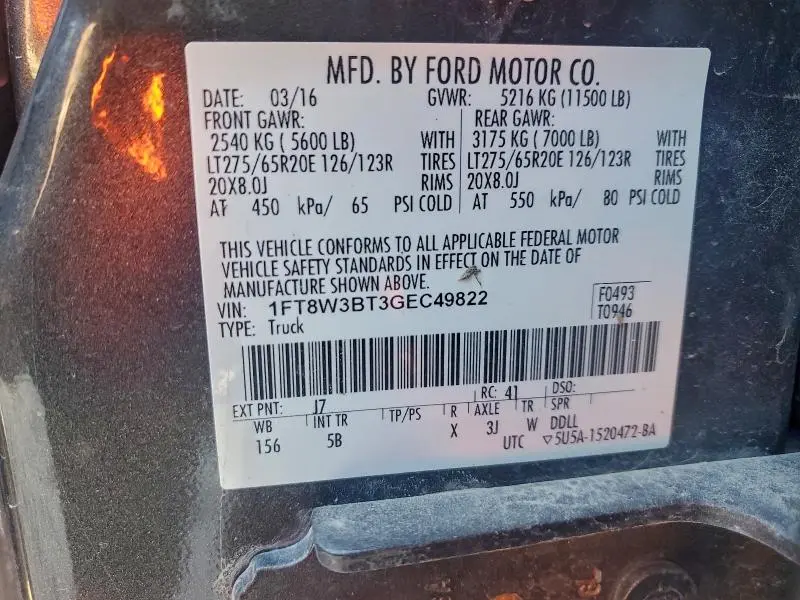 MFD. BY FORD MOTOR CO.
DATE: 03/16 GVWR: 5216 KG (11500 LB)
FRONT GAWR: REAR GAWR:
2540 KG ( 5600 LB) WITH 3175 KG ( 7000 LB) WITH
LT275/65R20E 126/123R TIRES LT275/65R20E 126/123R TIRES
20X8.0J RIMS 20X8.0J RIMS
AT 450 kPa/ 65 PSI COLD AT 550 kPa/ 80 PSI COLD
THIS VEHICLE CONFORMS TO ALL APPLICABLE FEDERAL MOTOR
VEHICLE SAFETY STANDARDS IN EFFECT ON THE DATE OF
MANUFACTURE SHOWN ABOVE.
VIN: 1FT8W3BT3GEC49822 F0493
TYPE: Truck T0946
EXT PNT: J7 RC: 41 DSO:
WB INT TR TP/PS R AXLE TR SPR
156 5B X 3J W DDLL
UTC ▽5U5A-1520472-BA